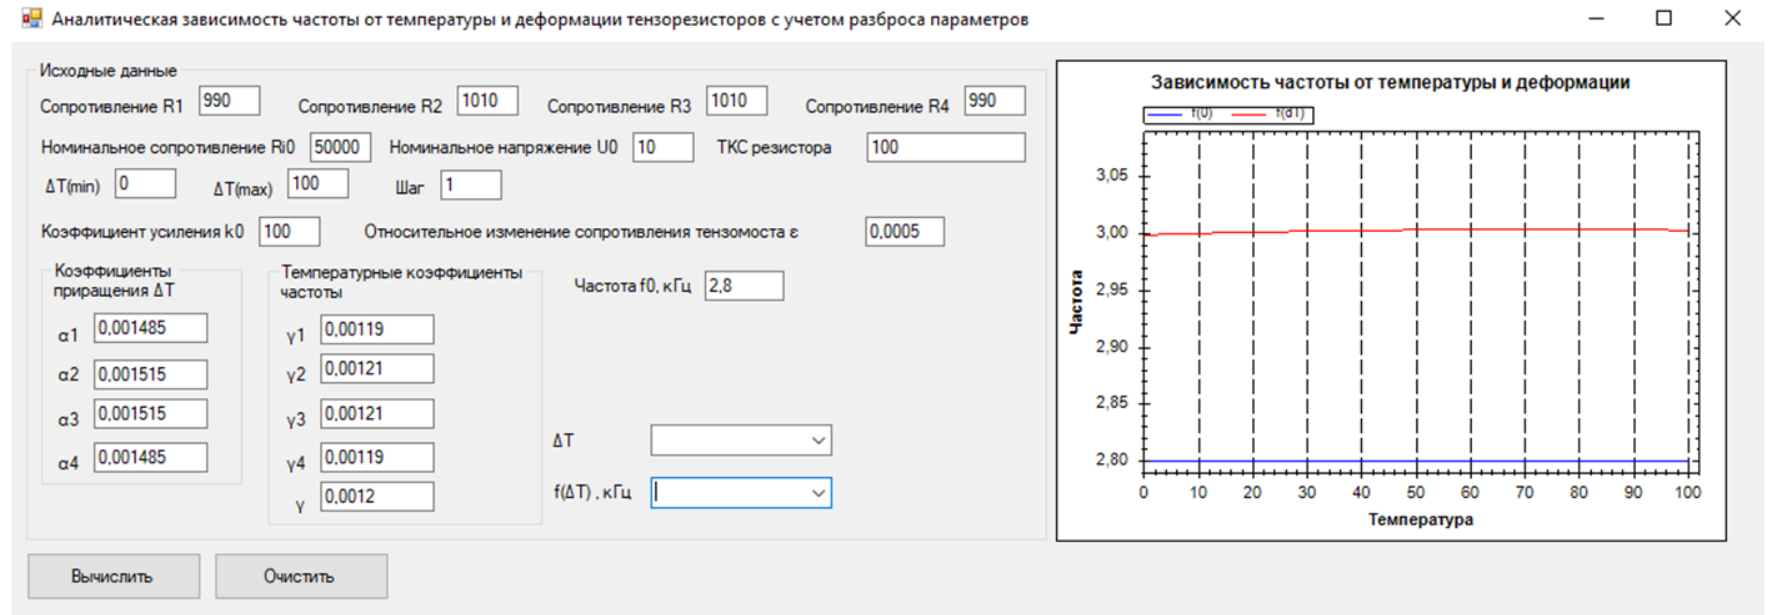 Аналитическая зависимость частоты от температуры и деформации тензорезисторов с учетом разброса параметров
Исходные данные
Сопротивление R1 990 Сопротивление R2 1010 Сопротивление R3 1010 Сопротивление R4 990
Номинальное сопротивление Ri0 50000 Номинальное напряжение U0 10 ТКС резистора 100
ΔT(min) 0 ΔT(max) 100 Шаг 1
Коэффициент усиления k0 100 Относительное изменение сопротивления тензомоста ε 0,0005
Коэффициенты
приращения ΔT
α1 0,001485
α2 0,001515
α3 0,001515
α4 0,001485
Температурные коэффициенты
частоты
γ1 0,00119
γ2 0,00121
γ3 0,00121
γ4 0,00119
γ 0,0012
Частота f0, кГц 2,8
ΔT
f(ΔT) , кГц
Вычислить Очистить
Зависимость частоты от температуры и деформации
f(0) f(dT)
Частота
3,05
3,00
2,95
2,90
2,85
2,80
0 10 20 30 40 50 60 70 80 90 100
Температура